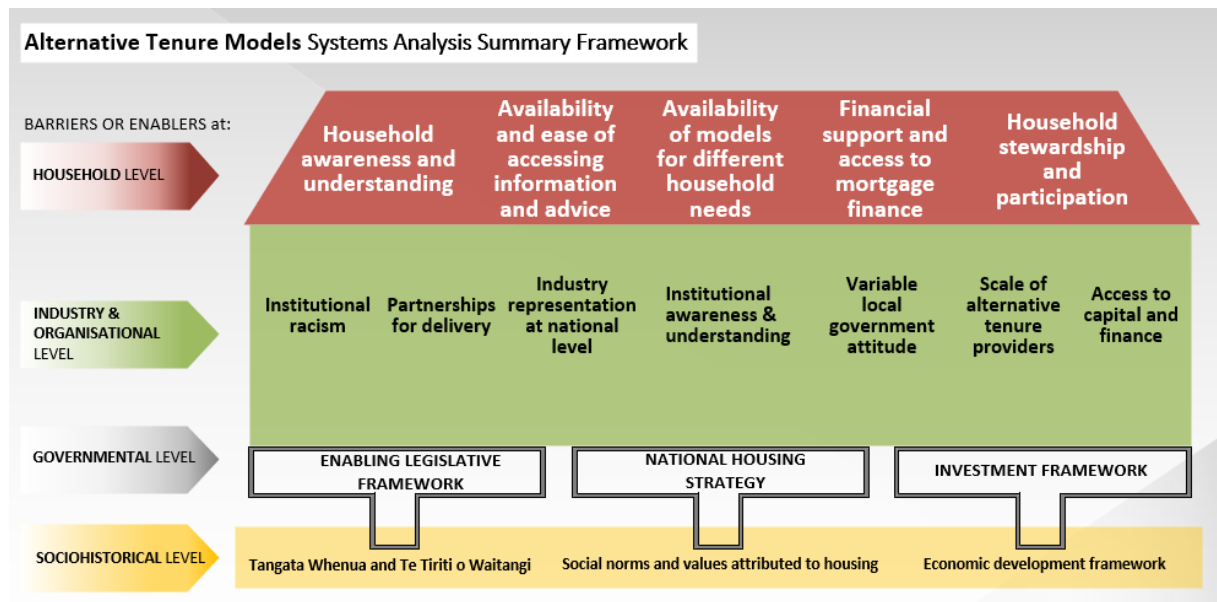 Alternative Tenure Models Systems Analysis Summary Framework
BARRIERS OR ENABLERS at:
HOUSEHOLD LEVEL
Household
awareness and
understanding
Availability
and ease of
accessing
information
and advice
Availability
of models
for different
household
needs
Financial
support and
access to
mortgage
finance
Household
stewardship
and
participation
INDUSTRY &
ORGANISATIONAL
LEVEL
Institutional
racism
Partnerships
for delivery
Industry
representation
at national
level
Institutional
awareness &
understanding
Variable
local
government
attitude
Scale of
alternative
tenure
providers
Access to
capital and
finance
GOVERNMENTAL LEVEL
ENABLING LEGISLATIVE
FRAMEWORK
NATIONAL HOUSING
STRATEGY
INVESTMENT FRAMEWORK
SOCIOHISTORICAL LEVEL
Tangata Whenua and Te Tiriti o Waitangi
Social norms and values attributed to housing
Economic development framework